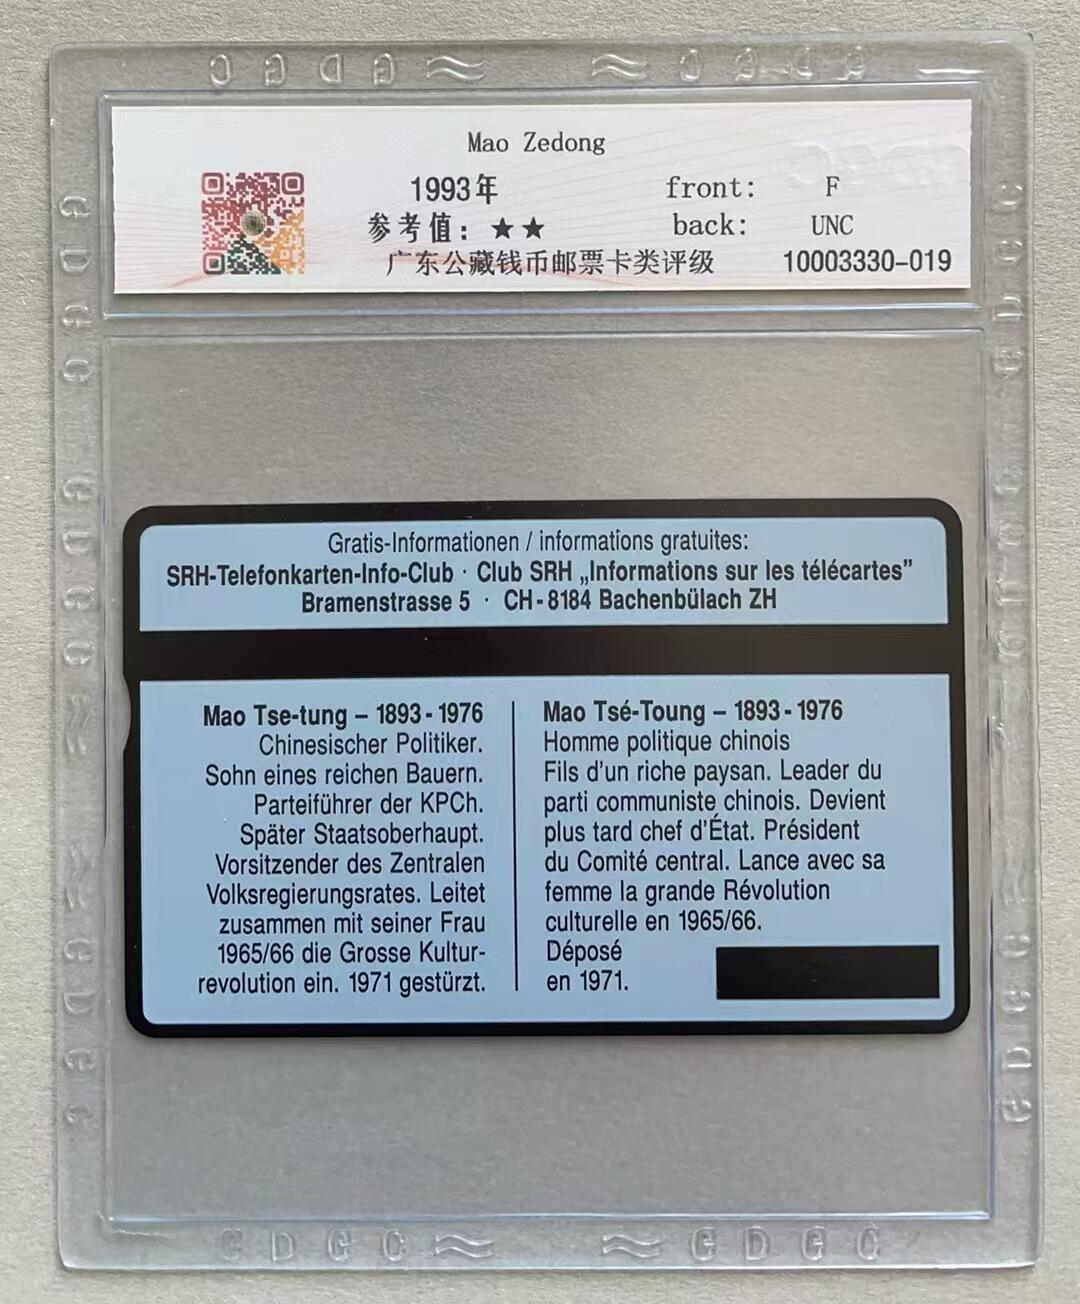 G D G C
G D G C
Mao Zedong
1993年 front: F
参考值：★★ back: UNC
广东公藏钱币邮票卡类评级 10003330-019
Gratis-Informationen / informations gratuites:
SRH-Telefonkarten-Info-Club · Club SRH „Informations sur les télécartes”
Bramenstrasse 5 · CH-8184 Bachenbülach ZH
Mao Tse-tung – 1893-1976
Chinesischer Politiker.
Sohn eines reichen Bauern.
Parteiführer der KPCh.
Später Staatsoberhaupt.
Vorsitzender des Zentralen
Volksregierungsrates. Leitet
zusammen mit seiner Frau
1965/66 die Grosse Kultur-
revolution ein. 1971 gestürzt.
Mao Tsé-Toung – 1893-1976
Homme politique chinois
Fils d’un riche paysan. Leader du
parti communiste chinois. Devient
plus tard chef d’État. Président
du Comité central. Lance avec sa
femme la grande Révolution
culturelle en 1965/66.
Déposé
en 1971.
G D G C
G D G C